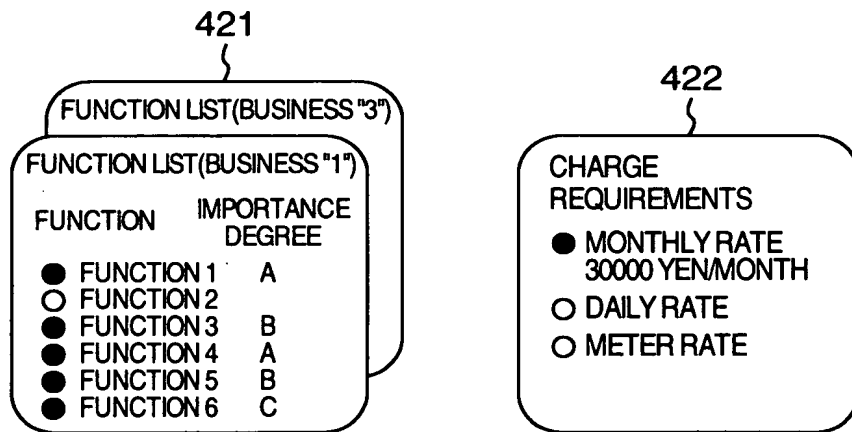 421
FUNCTION LIST(BUSINESS "3")
FUNCTION LIST(BUSINESS "1")
FUNCTION IMPORTANCE DEGREE
FUNCTION 1 A
FUNCTION 2
FUNCTION 3 B
FUNCTION 4 A
FUNCTION 5 B
FUNCTION 6 C
422
CHARGE
REQUIREMENTS
MONTHLY RATE
30000 YEN/MONTH
DAILY RATE
METER RATE